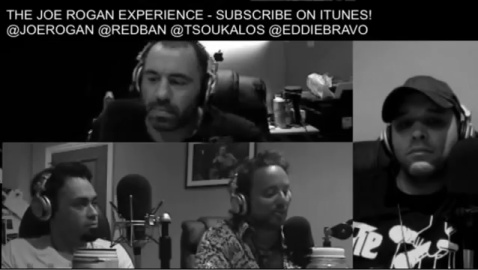 THE JOE ROGAN EXPERIENCE - SUBSCRIBE ON ITUNES!
@JOEROGAN @REDBAN @TSOUKALOS @EDDIEBRAVO